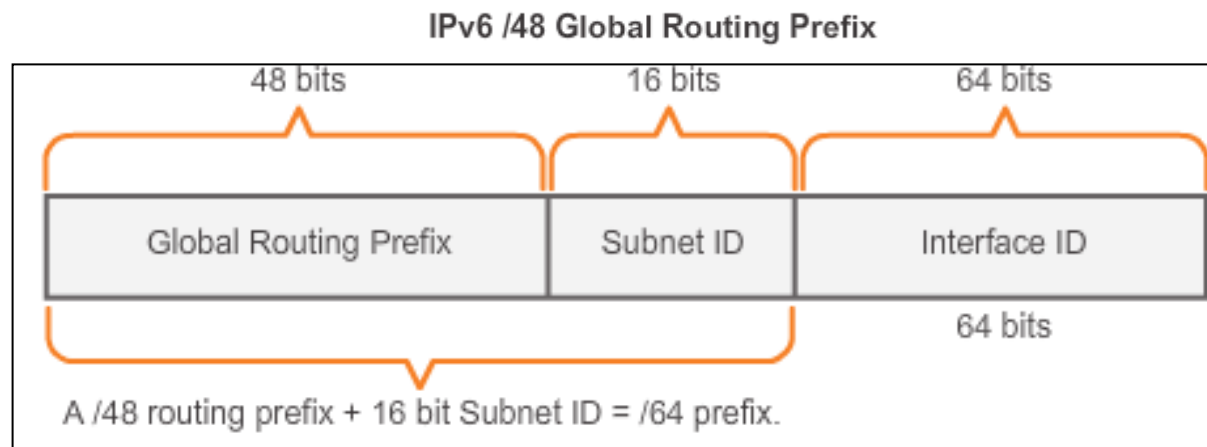 IPv6 /48 Global Routing Prefix
48 bits 16 bits 64 bits
Global Routing Prefix Subnet ID Interface ID
64 bits
A /48 routing prefix + 16 bit Subnet ID = /64 prefix.